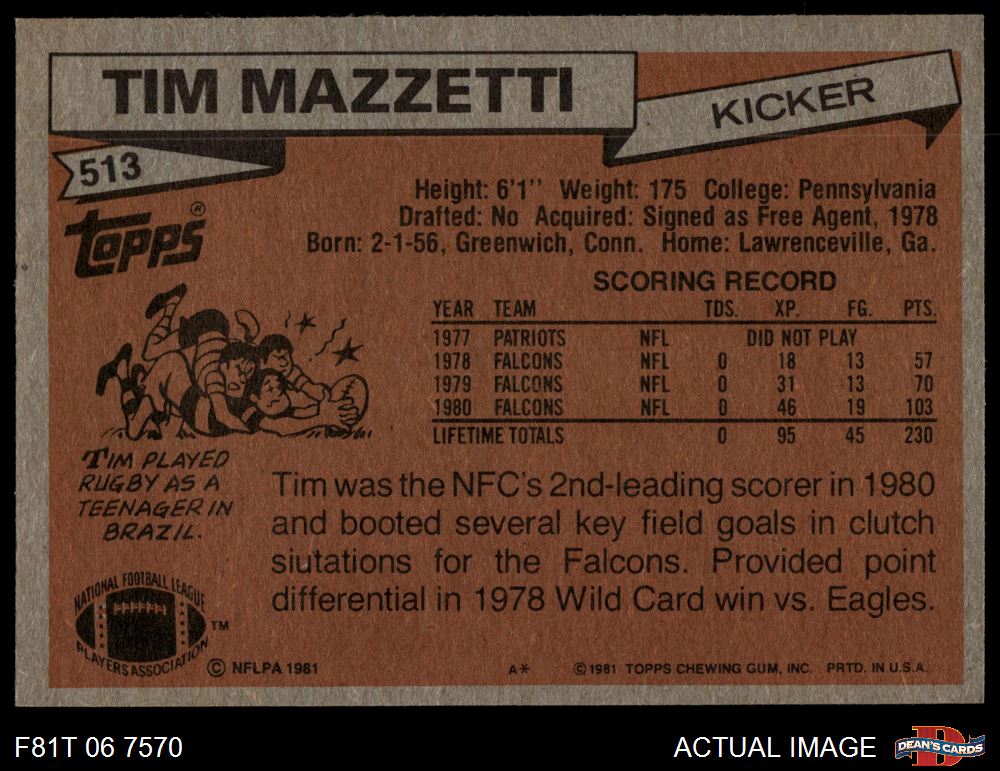 TIM MAZZETTI
KICKER
513
topps®
Height: 6'1'' Weight: 175 College: Pennsylvania
Drafted: No Acquired: Signed as Free Agent, 1978
Born: 2-1-56, Greenwich, Conn. Home: Lawrenceville, Ga.
SCORING RECORD
YEAR TEAM TDS. XP. FG. PTS.
1977 PATRIOTS NFL DID NOT PLAY
1978 FALCONS NFL 0 18 13 57
1979 FALCONS NFL 0 31 13 70
1980 FALCONS NFL 0 46 19 103
LIFETIME TOTALS 0 95 45 230
TIM PLAYED
RUGBY AS A
TEENAGER IN
BRAZIL.
Tim was the NFC's 2nd-leading scorer in 1980
and booted several key field goals in clutch
siutations for the Falcons. Provided point
differential in 1978 Wild Card win vs. Eagles.
NATIONAL FOOTBALL LEAGUE
PLAYERS ASSOCIATION
TM
© NFLPA 1981
A*
© 1981 TOPPS CHEWING GUM, INC. PRTD. IN U.S.A.
F81T 06 7570
ACTUAL IMAGE
D
DEAN'S CARDS